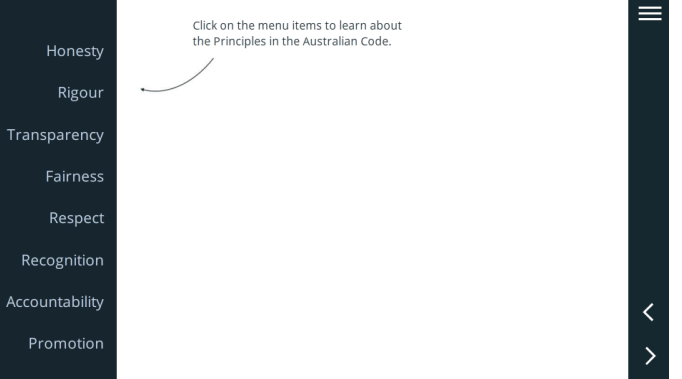 Click on the menu items to learn about
the Principles in the Australian Code.
Honesty
Rigour
Transparency
Fairness
Respect
Recognition
Accountability
Promotion